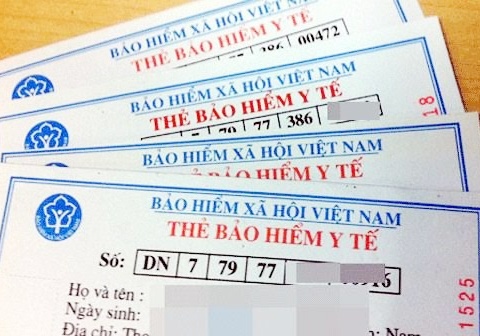 BẢO HIỂM XÃ HỘI VIỆT NAM
THẺ BẢO HIỂM Y TẾ
386 00472
BẢO HIỂM XÃ HỘI VIỆT NAM
THẺ BẢO HIỂM Y TẾ
7 79 77 386
18
BẢO HIỂM XÃ HỘI VIỆT NAM
THẺ BẢO HIỂM Y TẾ
BẢO HIỂM XÃ HỘI VIỆT NAM
THẺ BẢO HIỂM Y TẾ
Số: DN 7 79 77
Họ và tên :
Ngày sinh: Nam
Địa chỉ:
1525